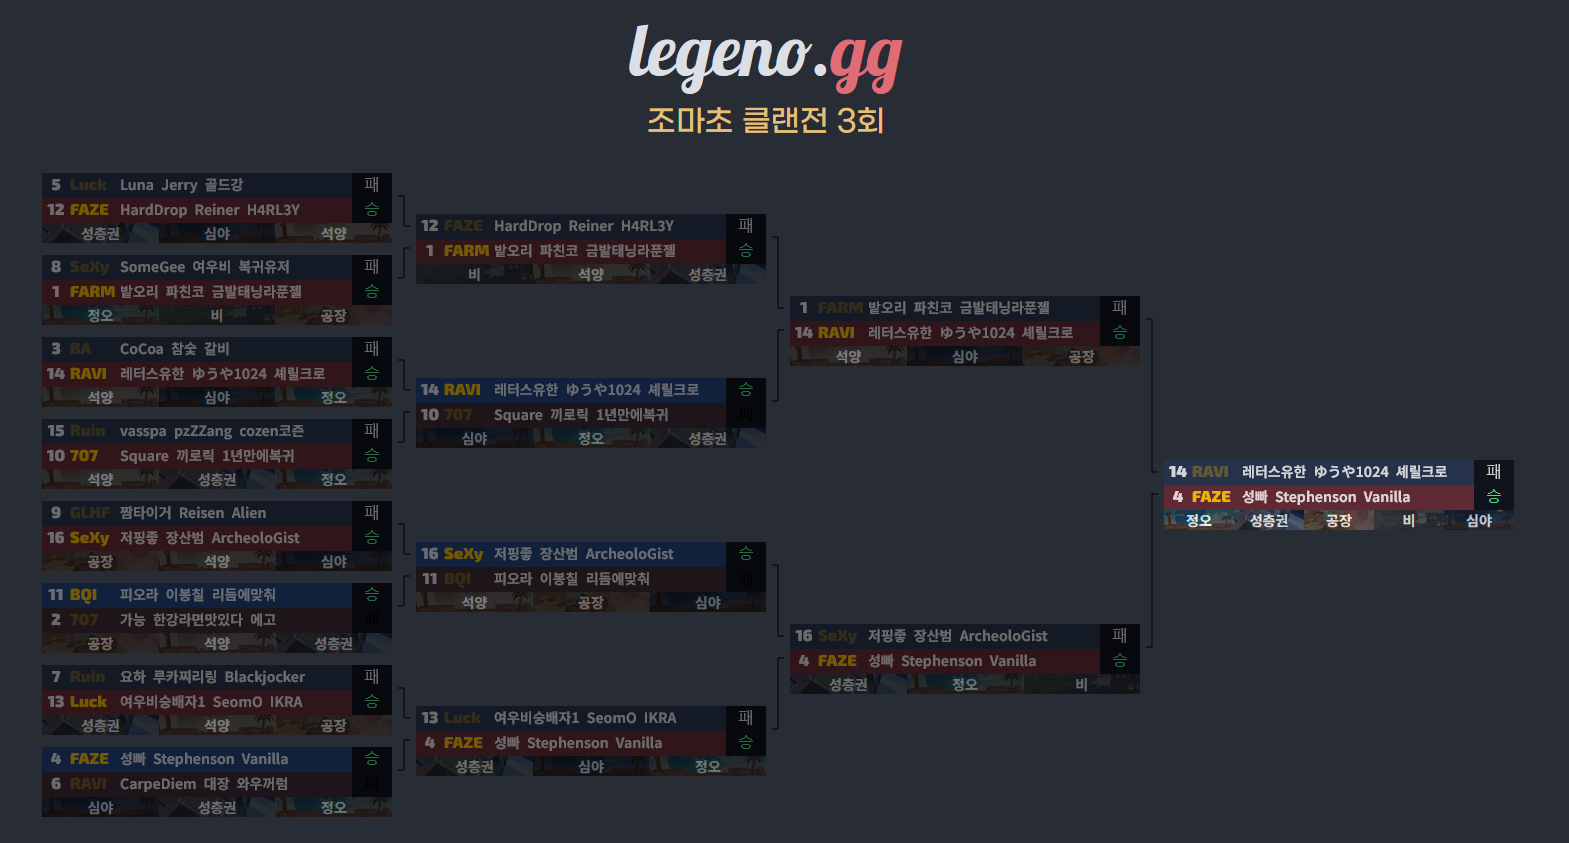 legeno.gg
조마초 클랜전 3회
5 Luck Luna Jerry 골드강 패
12 FAZE HardDrop Reiner H4RL3Y 승
성층권 심야 석양
8 SeXy SomeGee 여우비 복귀유저 패
1 FARM 밭오리 파친코 금발태닝라푼젤 승
정오 비 공장
3 BA CoCoa 참숯 갈비 패
14 RAVI 레터스유한 ゆうや1024 셰릴크로 승
석양 심야 정오
15 Ruin vasspa pzZZang cozen코즌 패
10 707 Square 끼로릭 1년만에복귀 승
석양 성층권 정오
9 GLHF 짬타이거 Reisen Alien 패
16 SeXy 저핑좋 장산범 ArcheoloGist 승
공장 석양 심야
11 BQI 피오라 이봉칠 리듬에맞춰 승
2 707 가능 한강라면맛있다 에고 패
공장 석양 성층권
7 Ruin 요하 루카찌리링 Blackjocker 패
13 Luck 여우비숭배자1 SeomO IKRA 승
성층권 석양 공장
4 FAZE 성빠 Stephenson Vanilla 승
6 RAVI CarpeDiem 대장 와우꺼럼 패
심야 성층권 정오
12 FAZE HardDrop Reiner H4RL3Y 패
1 FARM 밭오리 파친코 금발태닝라푼젤 승
비 석양 성층권
14 RAVI 레터스유한 ゆうや1024 셰릴크로 승
10 707 Square 끼로릭 1년만에복귀 패
심야 정오 성층권
16 SeXy 저핑좋 장산범 ArcheoloGist 승
11 BQI 피오라 이봉칠 리듬에맞춰 패
석양 공장 심야
13 Luck 여우비숭배자1 SeomO IKRA 패
4 FAZE 성빠 Stephenson Vanilla 승
성층권 심야 정오
1 FARM 밭오리 파친코 금발태닝라푼젤 패
14 RAVI 레터스유한 ゆうや1024 셰릴크로 승
석양 심야 공장
16 SeXy 저핑좋 장산범 ArcheoloGist 패
4 FAZE 성빠 Stephenson Vanilla 승
성층권 정오 비
14 RAVI 레터스유한 ゆうや1024 셰릴크로 패
4 FAZE 성빠 Stephenson Vanilla 승
정오 성층권 공장 비 심야